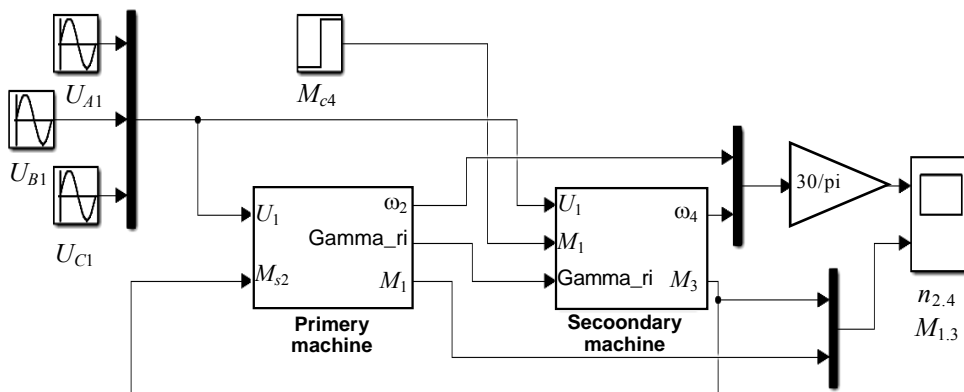 U_A1
M_c4
U_B1
U_C1
U_1
M_s2
ω_2
Gamma_ri
M_1
Primery
machine
U_1
M_1
Gamma_ri
ω_4
M_3
Secoondary
machine
30/pi
n_2.4
M_1.3